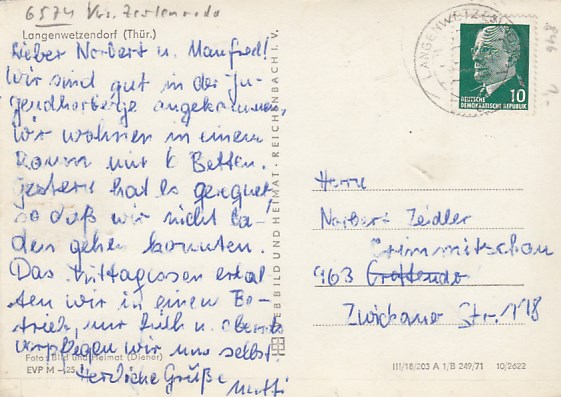 6574 Krs. Zeulenroda
Langenwetzendorf (Thür.)
Lieber Norbert u. Manfred!
Wir sind gut in der Ju-
gendherberge angekommen,
wir wohnen in einem
Raum mit Betten.
Gestern hat es geregnet
so daß wir nicht ba-
den gehen konnten.
Das Mittagessen erhal
ten wir in einem Be-
trieb, nur früh u. abends
verpflegen wir uns selbst
Herzliche Grüße Mutti
Foto: Bild und Heimat (Diener)
EVP M –,25
VEB BILD UND HEIMAT · REICHENBACH I. V.
LANGENWETZEND
10
DEUTSCHE
DEMOKRATISCHE REPUBLIK
Herrn
Norbert Zeidler
Crimmitschau
963
Zwickauer Str. 118
III/18/203 A 1/B 249/71 10/2622